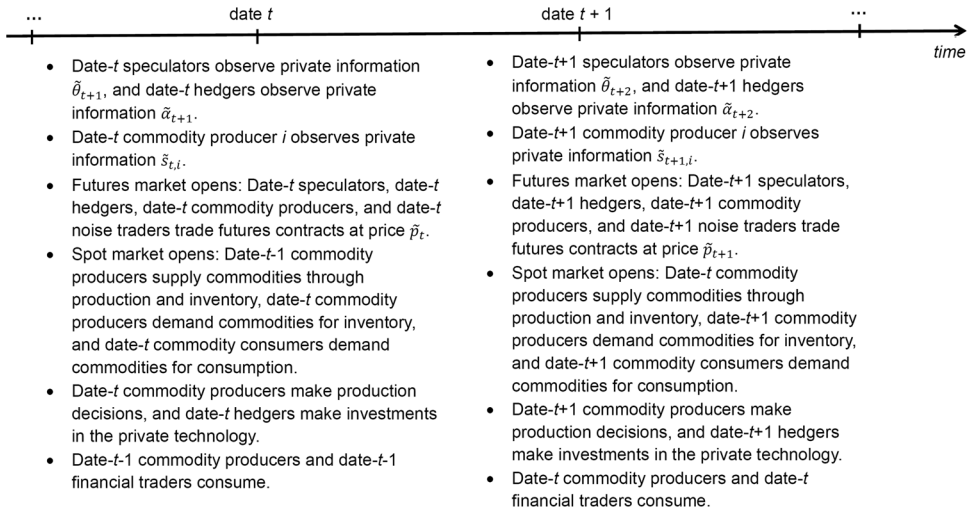 ... date t date t + 1 ...
time
• Date-t speculators observe private information
θ̃ₜ₊₁, and date-t hedgers observe private
information α̃ₜ₊₁.
• Date-t commodity producer i observes private
information s̃ₜ,ᵢ.
• Futures market opens: Date-t speculators, date-t
hedgers, date-t commodity producers, and date-t
noise traders trade futures contracts at price p̃ₜ.
• Spot market opens: Date-t-1 commodity
producers supply commodities through
production and inventory, date-t commodity
producers demand commodities for inventory,
and date-t commodity consumers demand
commodities for consumption.
• Date-t commodity producers make production
decisions, and date-t hedgers make investments
in the private technology.
• Date-t-1 commodity producers and date-t-1
financial traders consume.
• Date-t+1 speculators observe private
information θ̃ₜ₊₂, and date-t+1 hedgers
observe private information α̃ₜ₊₂.
• Date-t+1 commodity producer i observes
private information s̃ₜ₊₁,ᵢ.
• Futures market opens: Date-t+1 speculators,
date-t+1 hedgers, date-t+1 commodity
producers, and date-t+1 noise traders trade
futures contracts at price p̃ₜ₊₁.
• Spot market opens: Date-t commodity
producers supply commodities through
production and inventory, date-t+1 commodity
producers demand commodities for inventory,
and date-t+1 commodity consumers demand
commodities for consumption.
• Date-t+1 commodity producers make
production decisions, and date-t+1 hedgers
make investments in the private technology.
• Date-t commodity producers and date-t
financial traders consume.